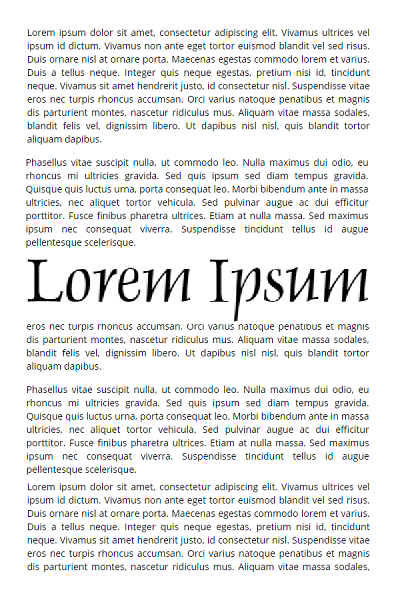 Lorem ipsum dolor sit amet, consectetur adipiscing elit. Vivamus ultrices vel
ipsum id dictum. Vivamus non ante eget tortor euismod blandit vel sed risus.
Duis ornare nisl at ornare porta. Maecenas egestas commodo lorem et varius.
Duis a tellus neque. Integer quis neque egestas, pretium nisi id, tincidunt
neque. Vivamus sit amet hendrerit justo, id consectetur nisl. Suspendisse vitae
eros nec turpis rhoncus accumsan. Orci varius natoque penatibus et magnis
dis parturient montes, nascetur ridiculus mus. Aliquam vitae massa sodales,
blandit felis vel, dignissim libero. Ut dapibus nisl nisl, quis blandit tortor
aliquam dapibus.
Phasellus vitae suscipit nulla, ut commodo leo. Nulla maximus dui odio, eu
rhoncus mi ultricies gravida. Sed quis ipsum sed diam tempus gravida.
Quisque quis luctus urna, porta consequat leo. Morbi bibendum ante in massa
ultricies, nec aliquet tortor vehicula. Sed pulvinar augue ac dui efficitur
porttitor. Fusce finibus pharetra ultrices. Etiam at nulla massa. Sed maximus
ipsum nec consequat viverra. Suspendisse tincidunt tellus id augue
pellentesque scelerisque.
Lorem Ipsum
eros nec turpis rhoncus accumsan. Orci varius natoque penatibus et magnis
dis parturient montes, nascetur ridiculus mus. Aliquam vitae massa sodales,
blandit felis vel, dignissim libero. Ut dapibus nisl nisl, quis blandit tortor
aliquam dapibus.
Phasellus vitae suscipit nulla, ut commodo leo. Nulla maximus dui odio, eu
rhoncus mi ultricies gravida. Sed quis ipsum sed diam tempus gravida.
Quisque quis luctus urna, porta consequat leo. Morbi bibendum ante in massa
ultricies, nec aliquet tortor vehicula. Sed pulvinar augue ac dui efficitur
porttitor. Fusce finibus pharetra ultrices. Etiam at nulla massa. Sed maximus
ipsum nec consequat viverra. Suspendisse tincidunt tellus id augue
pellentesque scelerisque.
Lorem ipsum dolor sit amet, consectetur adipiscing elit. Vivamus ultrices vel
ipsum id dictum. Vivamus non ante eget tortor euismod blandit vel sed risus.
Duis ornare nisl at ornare porta. Maecenas egestas commodo lorem et varius.
Duis a tellus neque. Integer quis neque egestas, pretium nisi id, tincidunt
neque. Vivamus sit amet hendrerit justo, id consectetur nisl. Suspendisse vitae
eros nec turpis rhoncus accumsan. Orci varius natoque penatibus et magnis
dis parturient montes, nascetur ridiculus mus. Aliquam vitae massa sodales,